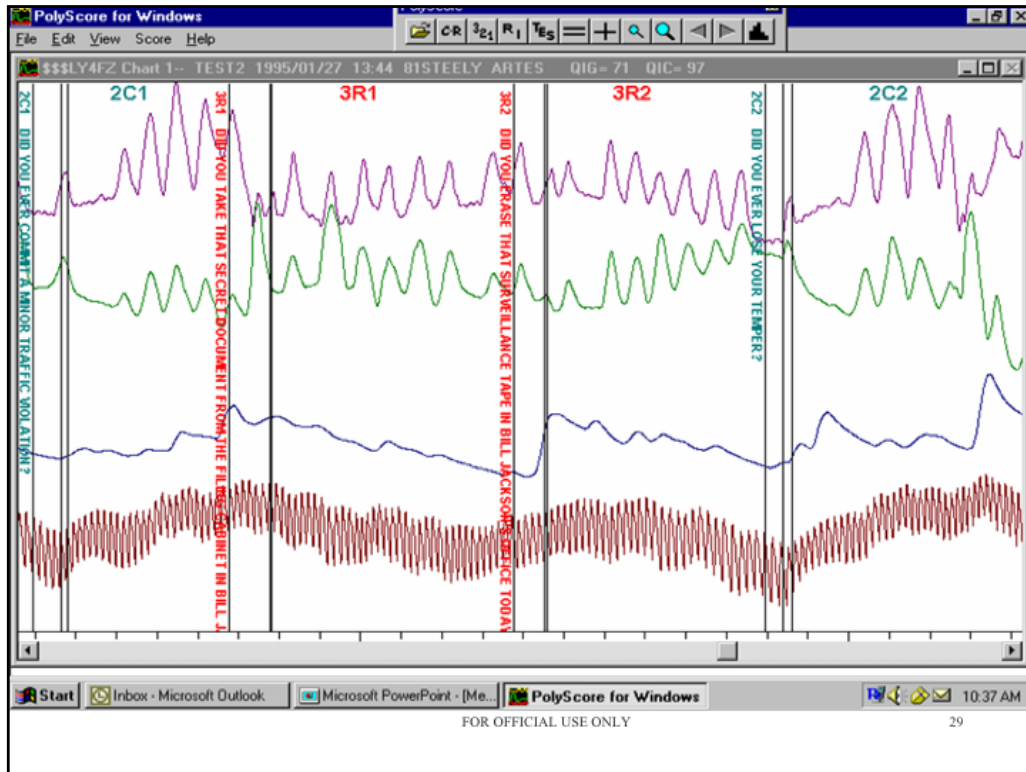 PolyScore for Windows
PolyScore
File Edit View Score Help
C-R 321 RI TES
$$$LY4FZ Chart 1-- TEST2 1995/01/27 13:44 81STEELY ARTES QIG= 71 QIC= 97
2C1 3R1 3R2 2C2
2C1 DID YOU EVER COMMIT A MINOR TRAFFIC VIOLATION?
3R1 DID YOU TAKE THAT SECRET DOCUMENT FROM THE FILING CABINET IN BILL J
3R2 DID YOU ERASE THAT SURVEILLANCE TAPE IN BILL JACKSON'S OFFICE TODAY
2C2 DID YOU EVER LOSE YOUR TEMPER?
Start Inbox - Microsoft Outlook Microsoft PowerPoint - [Me... PolyScore for Windows 10:37 AM
FOR OFFICIAL USE ONLY 29